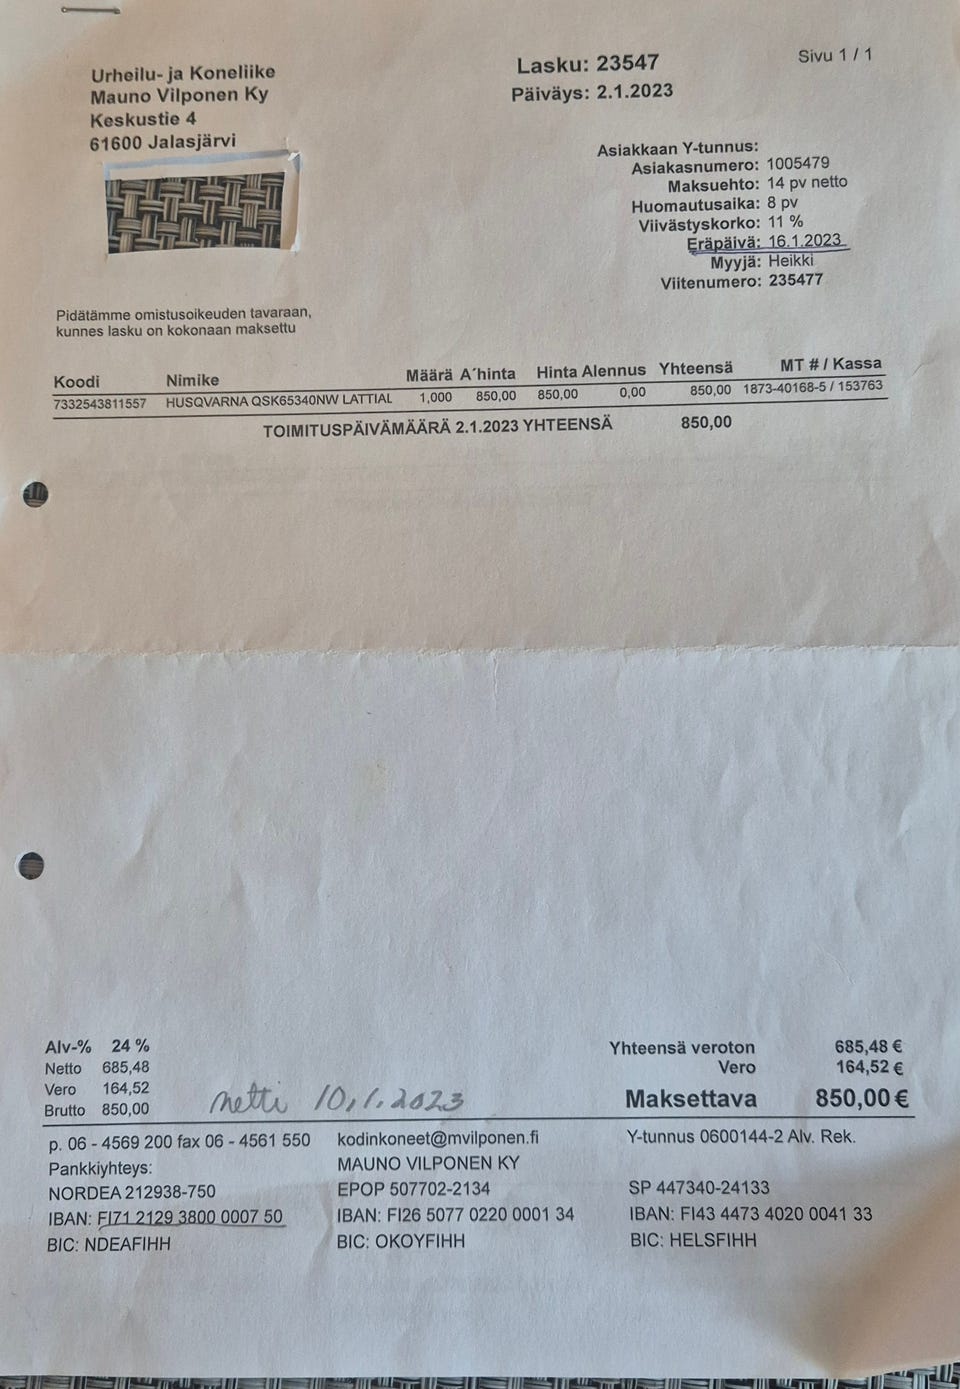 Urheilu- ja Koneliike
Mauno Vilponen Ky
Keskustie 4
61600 Jalasjärvi
Lasku: 23547
Päiväys: 2.1.2023
Sivu 1 / 1
Asiakkaan Y-tunnus:
Asiakasnumero: 1005479
Maksuehto: 14 pv netto
Huomautusaika: 8 pv
Viivästyskorko: 11 %
Eräpäivä: 16.1.2023
Myyjä: Heikki
Viitenumero: 235477
Pidätämme omistusoikeuden tavaraan,
kunnes lasku on kokonaan maksettu
Koodi Nimike Määrä A´hinta Hinta Alennus Yhteensä MT # / Kassa
7332543811557 HUSQVARNA QSK65340NW LATTIAL 1,000 850,00 850,00 0,00 850,00 1873-40168-5 / 153763
TOIMITUSPÄIVÄMÄÄRÄ 2.1.2023 YHTEENSÄ 850,00
Alv-% 24 %
Netto 685,48
Vero 164,52
Brutto 850,00
netti 10.1.2023
Yhteensä veroton 685,48 €
Vero 164,52 €
Maksettava 850,00 €
p. 06 - 4569 200 fax 06 - 4561 550
Pankkiyhteys:
NORDEA 212938-750
IBAN: FI71 2129 3800 0007 50
BIC: NDEAFIHH
kodinkoneet@mvilponen.fi
MAUNO VILPONEN KY
EPOP 507702-2134
IBAN: FI26 5077 0220 0001 34
BIC: OKOYFIHH
Y-tunnus 0600144-2 Alv. Rek.
SP 447340-24133
IBAN: FI43 4473 4020 0041 33
BIC: HELSFIHH